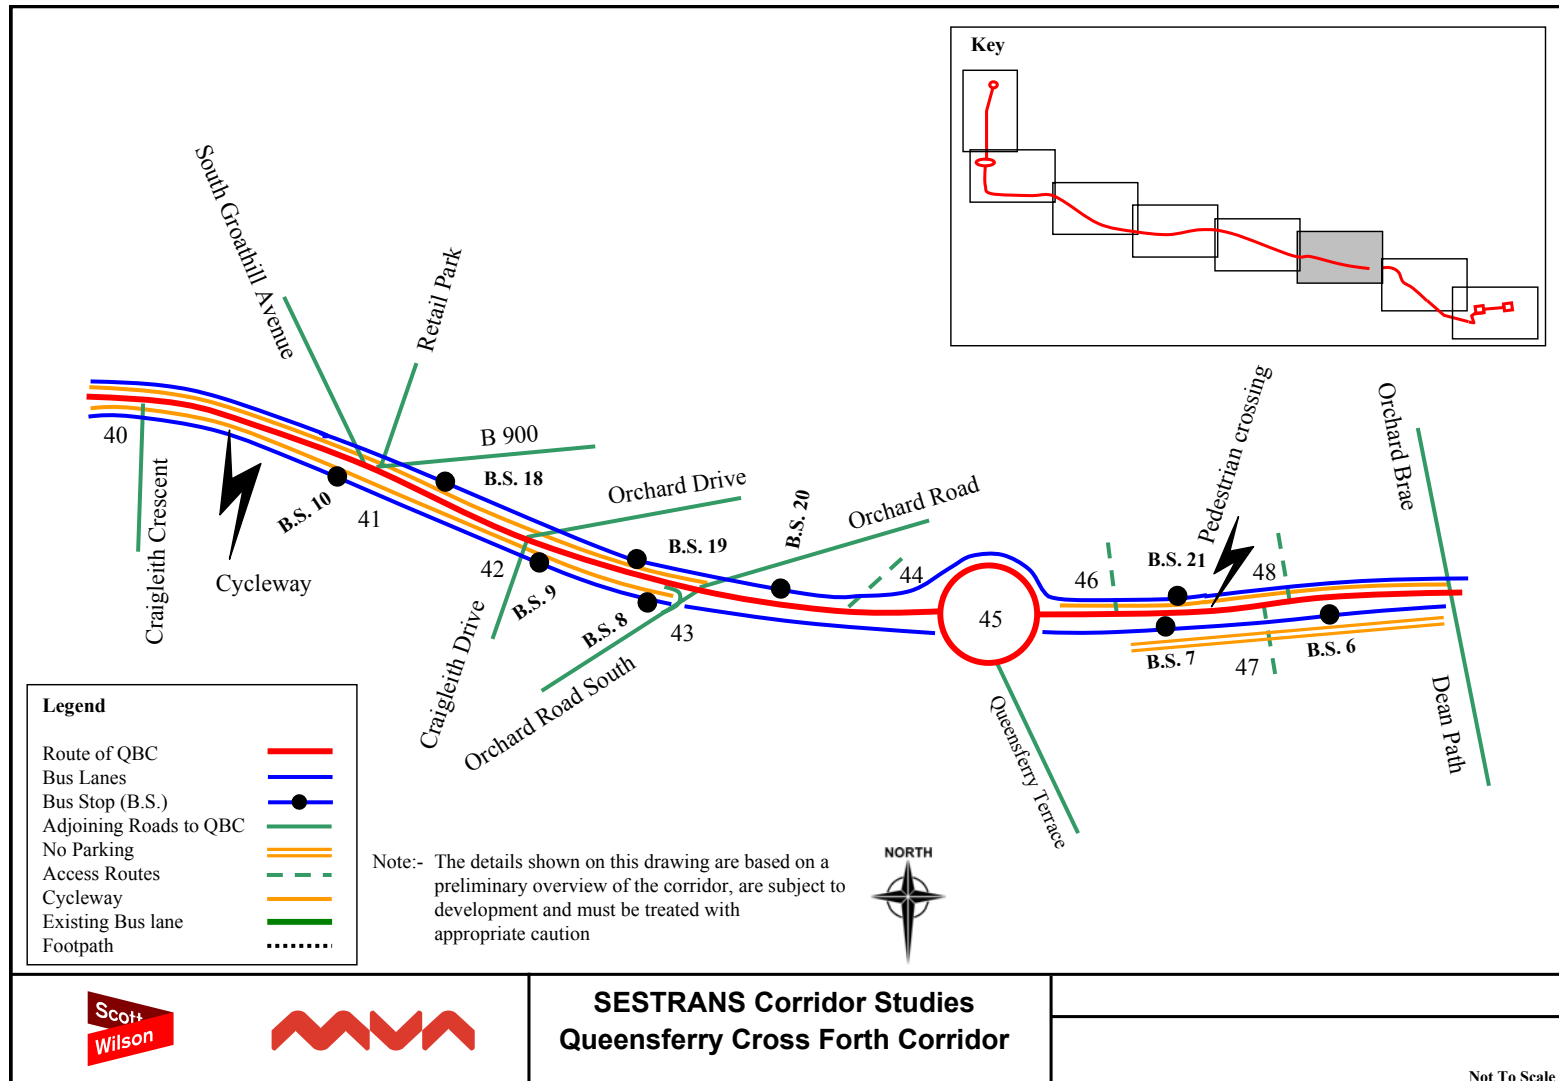 Key
South Groathill Avenue
Retail Park
B 900
B.S. 18
Orchard Drive
B.S. 19
B.S. 20
Orchard Road
44
46
B.S. 21
Pedestrian crossing
48
Orchard Brae
40
Craigleith Crescent
Cycleway
B.S. 10
41
42
B.S. 9
Craigleith Drive
B.S. 8
43
Orchard Road South
45
Queensferry Terrace
B.S. 7
47
B.S. 6
Dean Path
Legend
Route of QBC
Bus Lanes
Bus Stop (B.S.)
Adjoining Roads to QBC
No Parking
Access Routes
Cycleway
Existing Bus lane
Footpath
Note:- The details shown on this drawing are based on a
preliminary overview of the corridor, are subject to
development and must be treated with
appropriate caution
NORTH
Scott
Wilson
mva
SESTRANS Corridor Studies
Queensferry Cross Forth Corridor
Not To Scale